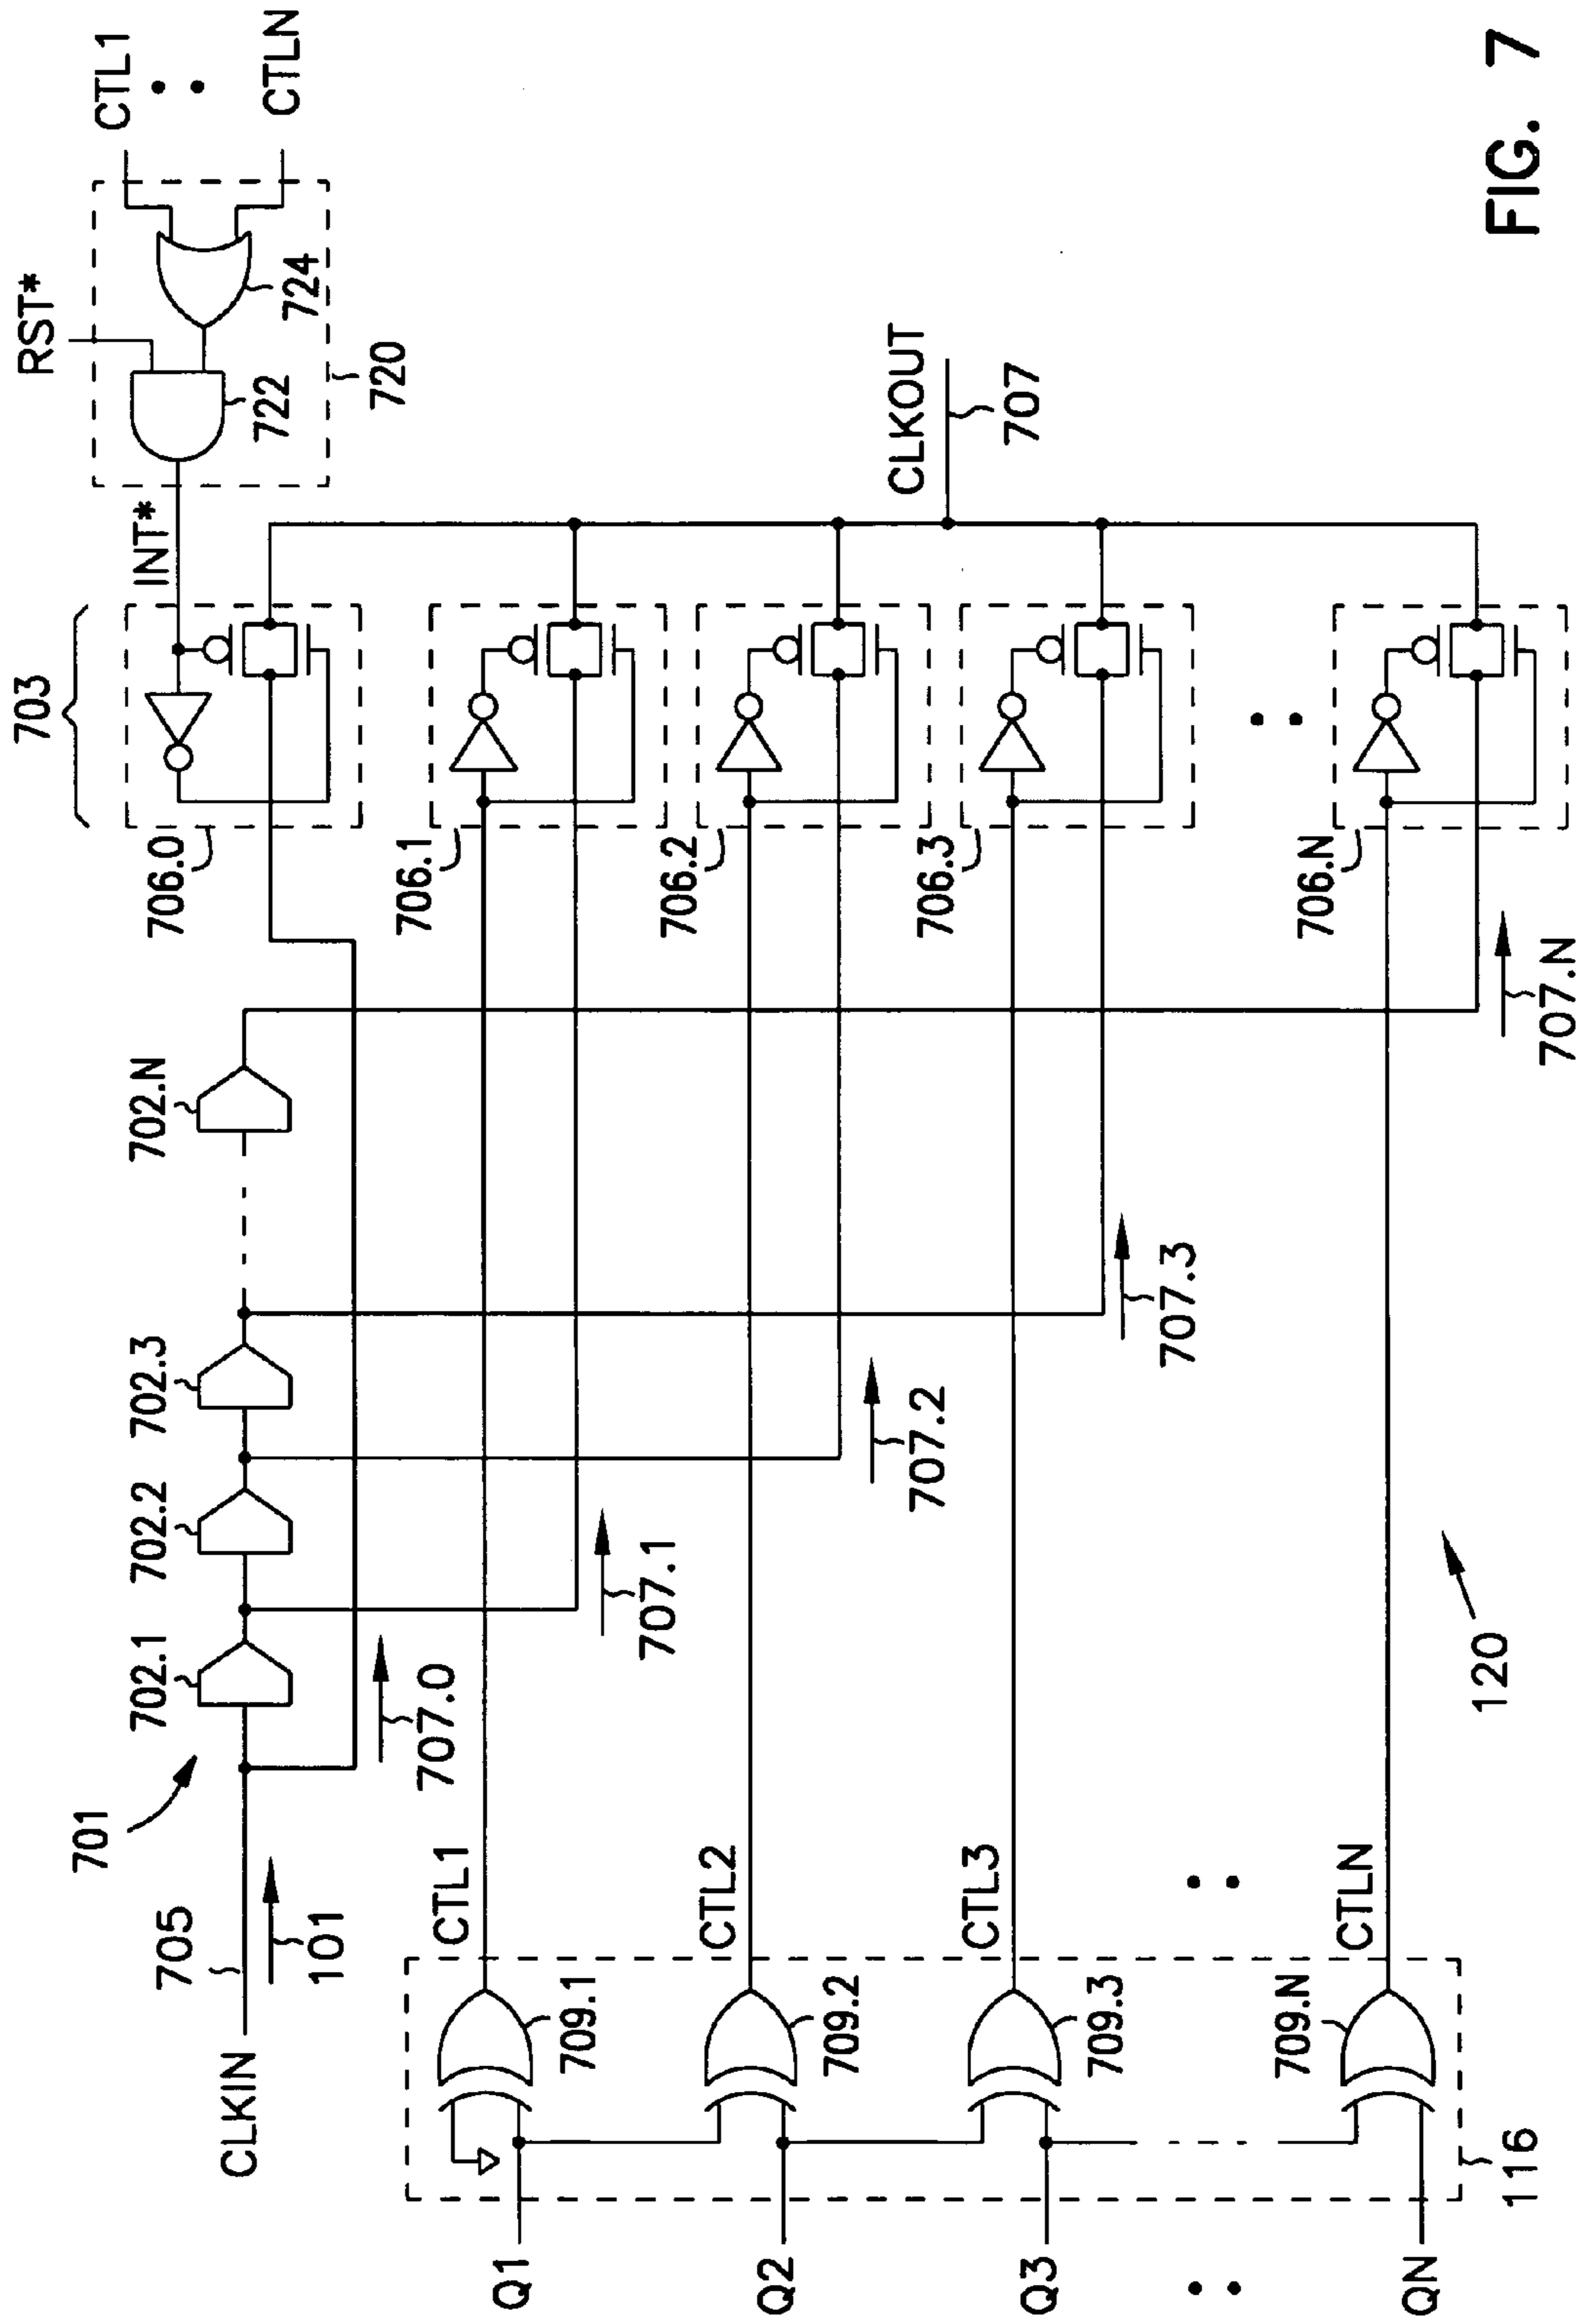 CTL1
CTLN
RST*
724
722
720
INT*
703
706.0
706.1
706.2
706.3
706.N
CLKOUT
707
702.1
702.2
702.3
702.N
701
705
101
CLKIN
707.0
707.1
707.2
707.3
707.N
CTL1
CTL2
CTL3
CTLN
709.1
709.2
709.3
709.N
Q1
Q2
Q3
QN
116
120
FIG. 7